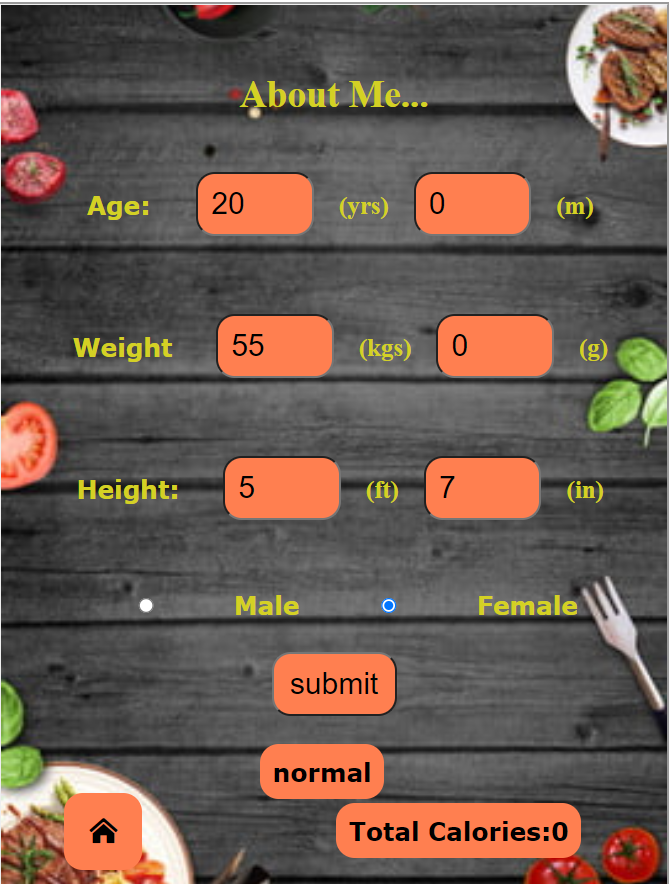 About Me...
Age: 20 (yrs) 0 (m)
Weight 55 (kgs) 0 (g)
Height: 5 (ft) 7 (in)
Male Female
submit
normal
Total Calories:0